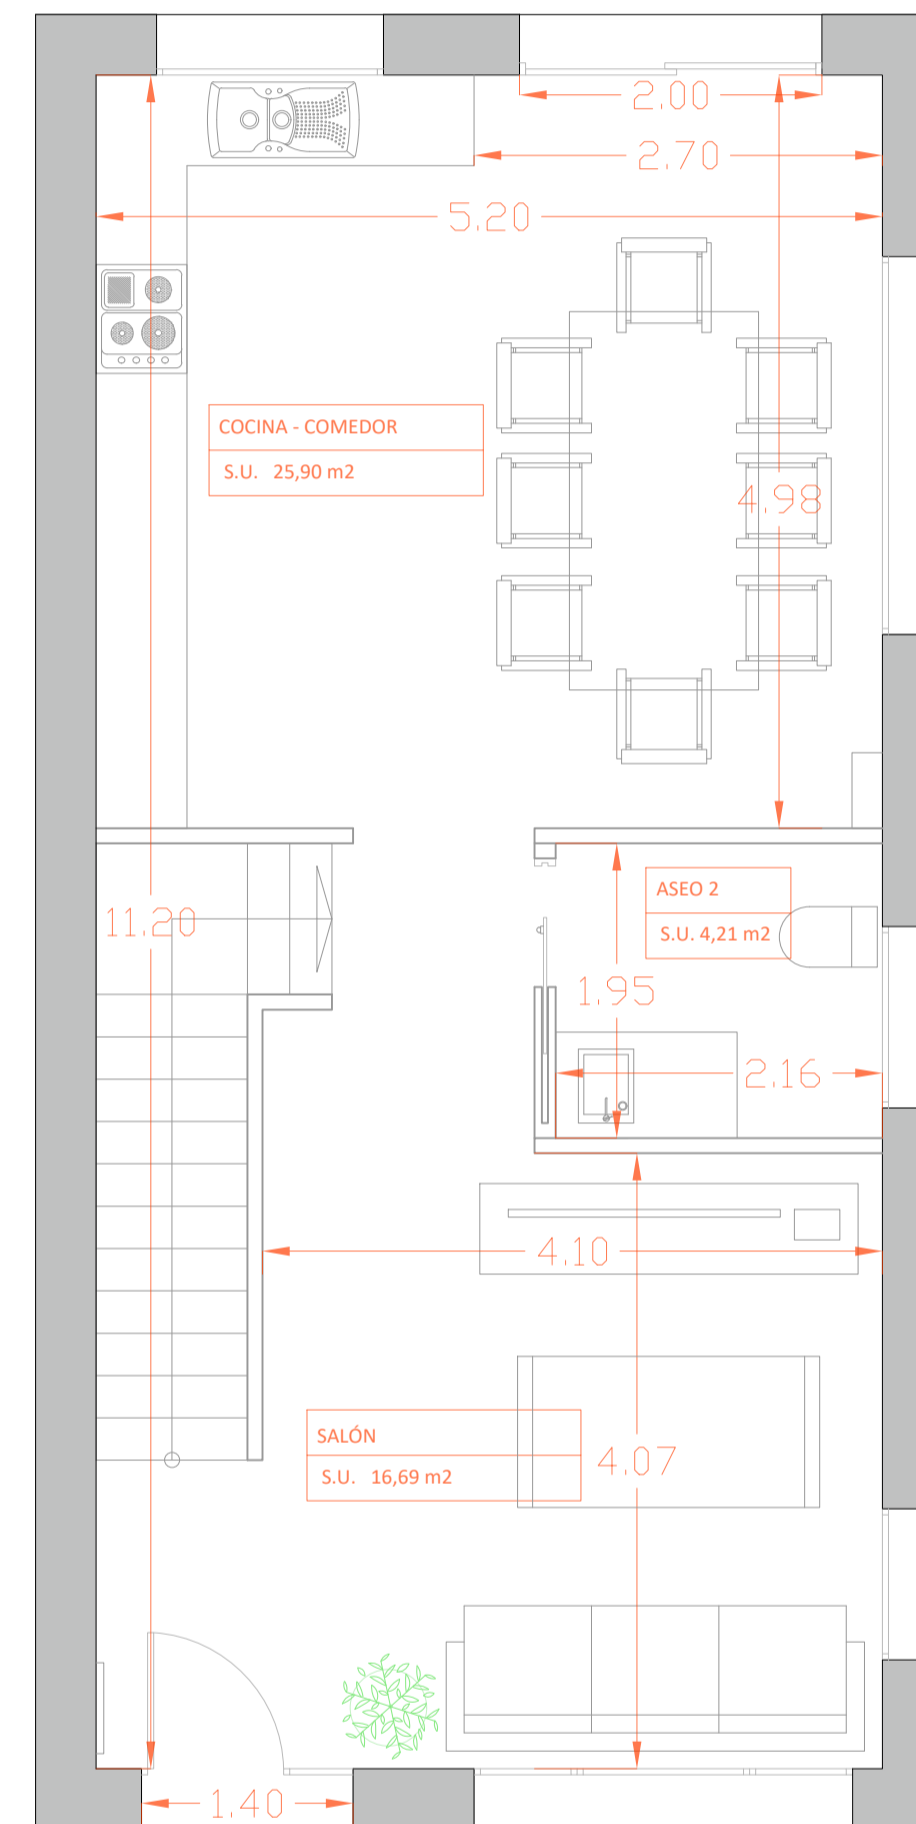 2.00
2.70
5.20
COCINA - COMEDOR
S.U. 25,90 m2
4.98
ASEO 2
S.U. 4,21 m2
11.20
1.95
2.16
4.10
SALÓN
S.U. 16,69 m2
4.07
1.40